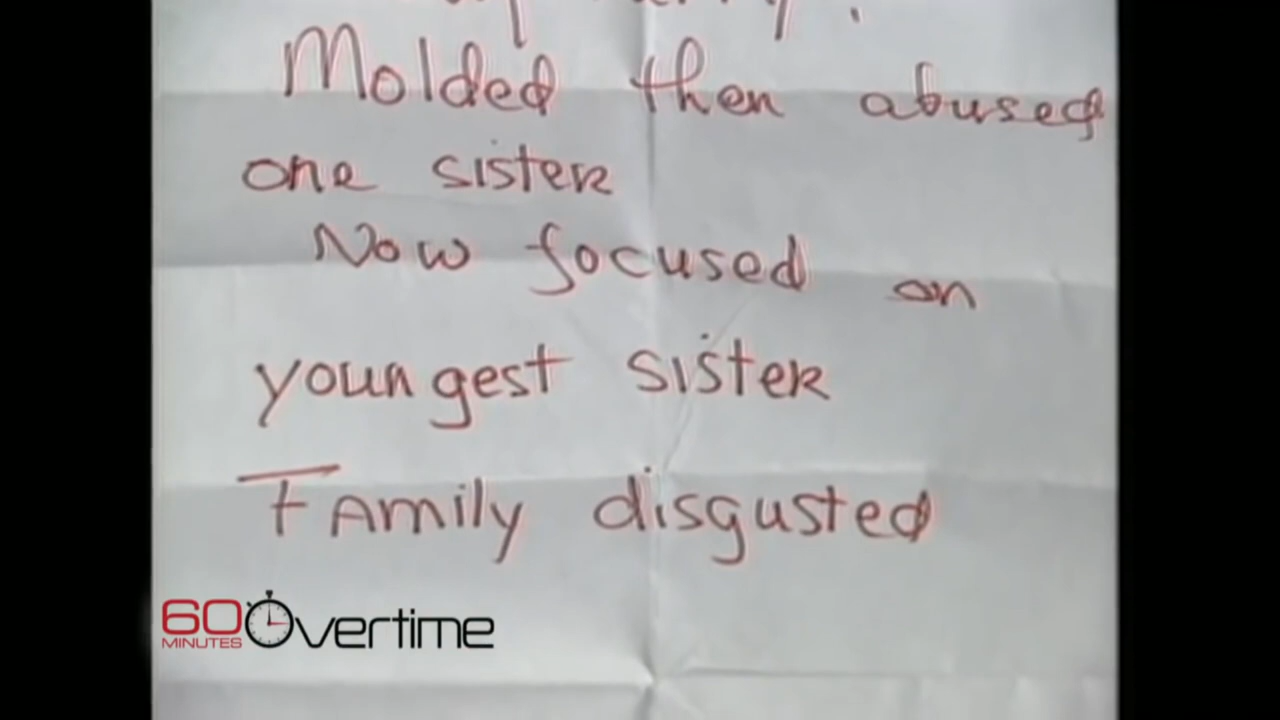 Molded then abused
one sister
Now focused on
youngest sister
Family disgusted
60 Overtime
MINUTES